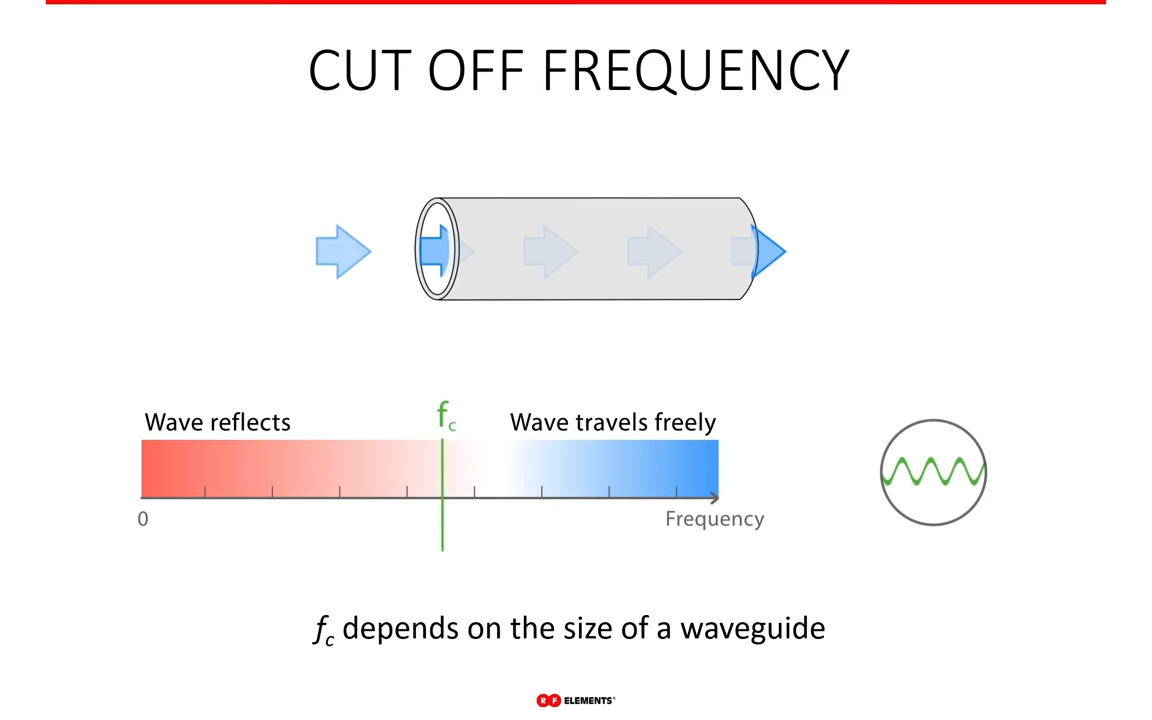 CUT OFF FREQUENCY
Wave reflects
fc
Wave travels freely
0
Frequency
fc depends on the size of a waveguide
RF ELEMENTS®